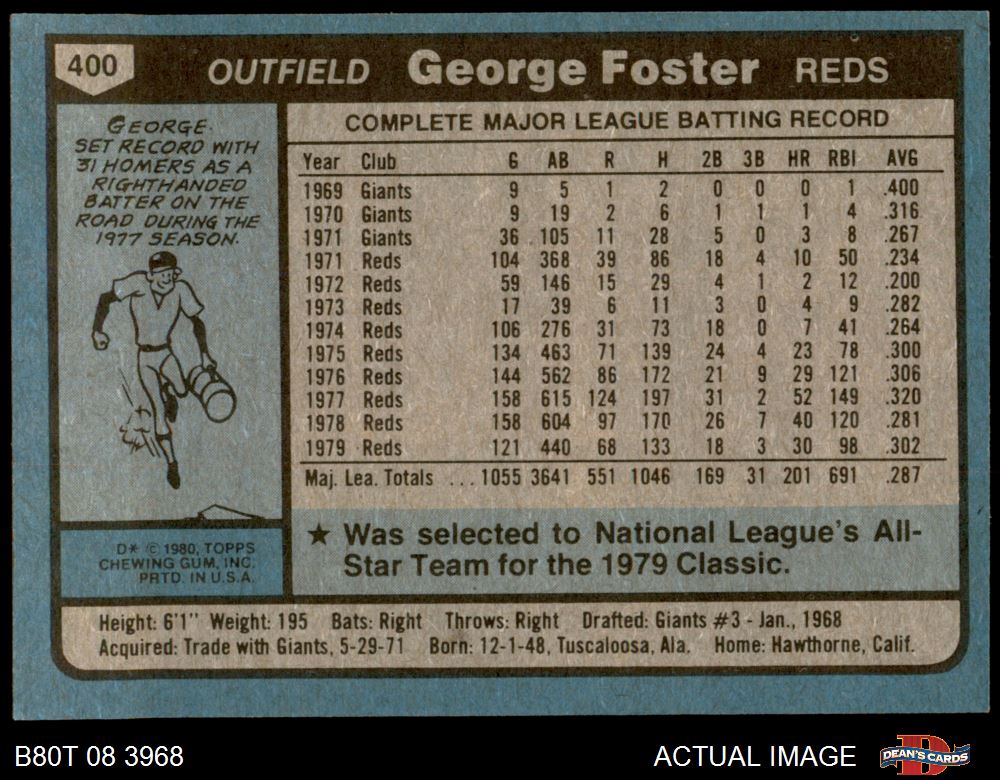 400 OUTFIELD George Foster REDS
GEORGE
SET RECORD WITH
31 HOMERS AS A
RIGHTHANDED
BATTER ON THE
ROAD DURING THE
1977 SEASON.
D* © 1980, TOPPS
CHEWING GUM, INC.
PRTD. IN U.S.A.
COMPLETE MAJOR LEAGUE BATTING RECORD
Year Club G AB R H 2B 3B HR RBI AVG
1969 Giants 9 5 1 2 0 0 0 1 .400
1970 Giants 9 19 2 6 1 1 1 4 .316
1971 Giants 36 105 11 28 5 0 3 8 .267
1971 Reds 104 368 39 86 18 4 10 50 .234
1972 Reds 59 146 15 29 4 1 2 12 .200
1973 Reds 17 39 6 11 3 0 4 9 .282
1974 Reds 106 276 31 73 18 0 7 41 .264
1975 Reds 134 463 71 139 24 4 23 78 .300
1976 Reds 144 562 86 172 21 9 29 121 .306
1977 Reds 158 615 124 197 31 2 52 149 .320
1978 Reds 158 604 97 170 26 7 40 120 .281
1979 Reds 121 440 68 133 18 3 30 98 .302
Maj. Lea. Totals ... 1055 3641 551 1046 169 31 201 691 .287
★ Was selected to National League's All-
Star Team for the 1979 Classic.
Height: 6'1" Weight: 195 Bats: Right Throws: Right Drafted: Giants #3 - Jan., 1968
Acquired: Trade with Giants, 5-29-71 Born: 12-1-48, Tuscaloosa, Ala. Home: Hawthorne, Calif.
B80T 08 3968 ACTUAL IMAGE DEAN'S CARDS